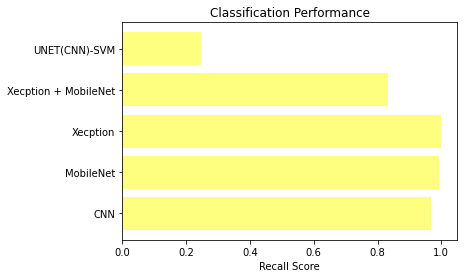 Classification Performance
UNET(CNN)-SVM
Xecption + MobileNet
Xecption
MobileNet
CNN
0.0 0.2 0.4 0.6 0.8 1.0
Recall Score